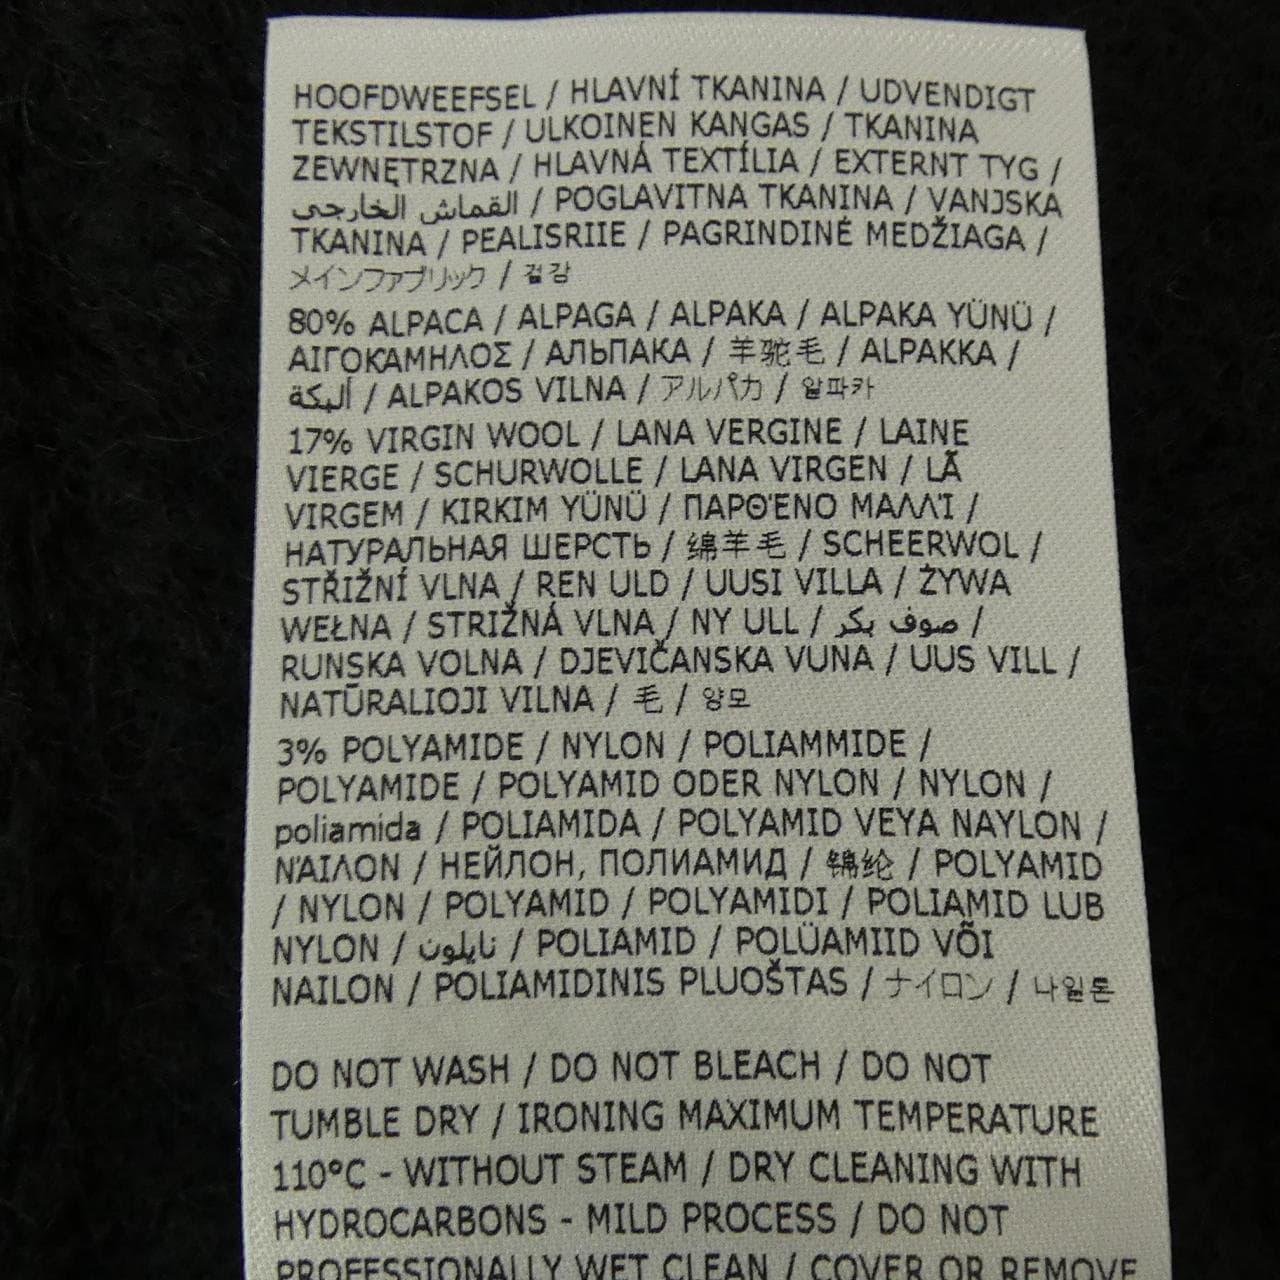 HOOFDWEEFSEL / HLAVNÍ TKANINA / UDVENDIGT
TEKSTILSTOF / ULKOINEN KANGAS / TKANINA
ZEWNĘTRZNA / HLAVNÁ TEXTÍLIA / EXTERNT TYG /
القماش الخارجى / POGLAVITNA TKANINA / VANJSKA
TKANINA / PEALISRIIE / PAGRINDINĖ MEDŽIAGA /
メインファブリック / 겉감
80% ALPACA / ALPAGA / ALPAKA / ALPAKA YÜNÜ /
ΑΙΓΟΚΑΜΗΛΟΣ / АЛЬПАКА / 羊驼毛 / ALPAKKA /
ألبكة / ALPAKOS VILNA / アルパカ / 알파카
17% VIRGIN WOOL / LANA VERGINE / LAINE
VIERGE / SCHURWOLLE / LANA VIRGEN / LÃ
VIRGEM / KIRKIM YÜNÜ / ΠΑΡΘΈΝΟ ΜΑΛΛΊ /
НАТУРАЛЬНАЯ ШЕРСТЬ / 绵羊毛 / SCHEERWOL /
STŘIŽNÍ VLNA / REN ULD / UUSI VILLA / ŻYWA
WEŁNA / STRIŽNÁ VLNA / NY ULL / صوف بكر /
RUNSKA VOLNA / DJEVIČANSKA VUNA / UUS VILL /
NATŪRALIOJI VILNA / 毛 / 양모
3% POLYAMIDE / NYLON / POLIAMMIDE /
POLYAMIDE / POLYAMID ODER NYLON / NYLON /
poliamida / POLIAMIDA / POLYAMID VEYA NAYLON /
ΝΆΙΛΟΝ / НЕЙЛОН, ПОЛИАМИД / 锦纶 / POLYAMID
/ NYLON / POLYAMID / POLYAMIDI / POLIAMID LUB
NYLON / نايلون / POLIAMID / POLÜAMIID VÕI
NAILON / POLIAMIDINIS PLUOŠTAS / ナイロン / 나일론
DO NOT WASH / DO NOT BLEACH / DO NOT
TUMBLE DRY / IRONING MAXIMUM TEMPERATURE
110°C - WITHOUT STEAM / DRY CLEANING WITH
HYDROCARBONS - MILD PROCESS / DO NOT
PROFESSIONALLY WET CLEAN / COVER OR REMOVE